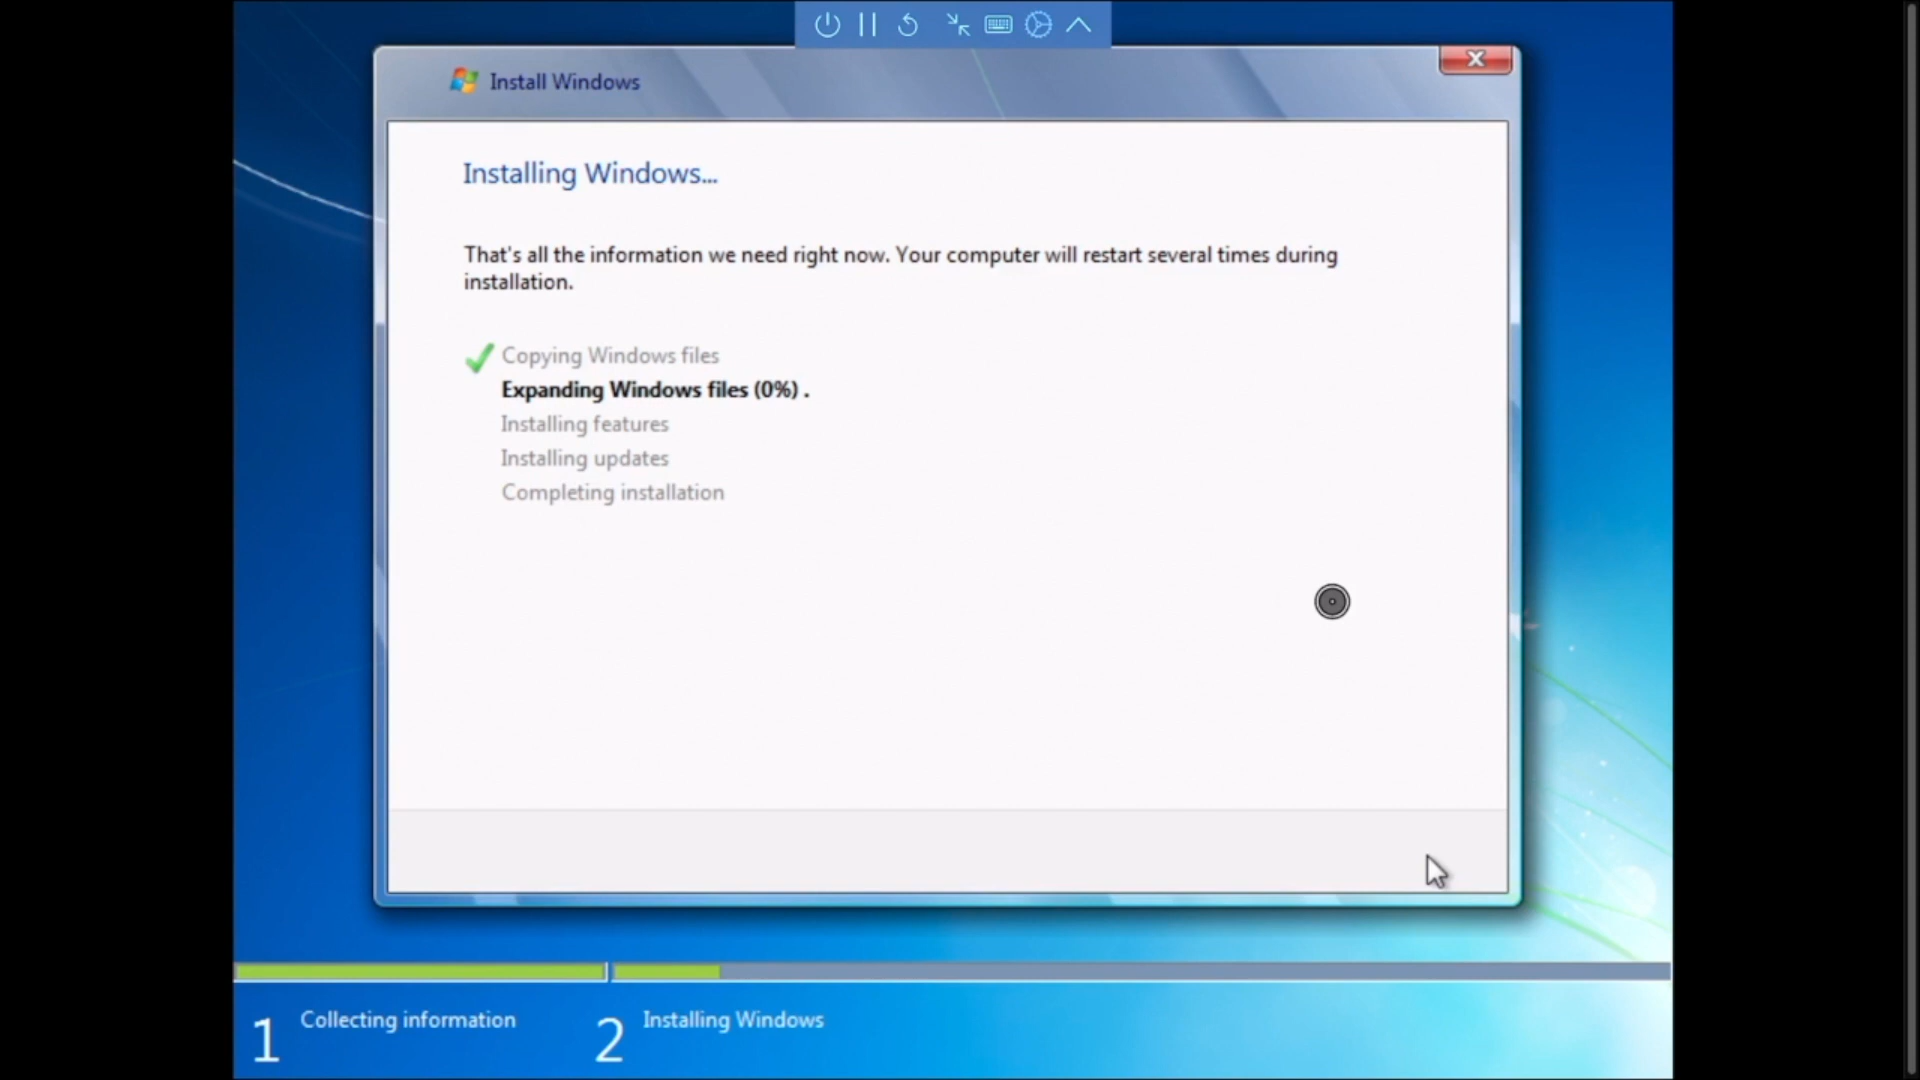 Install Windows
Installing Windows...
That's all the information we need right now. Your computer will restart several times during
installation.
Copying Windows files
Expanding Windows files (0%) .
Installing features
Installing updates
Completing installation
1 Collecting information
2 Installing Windows